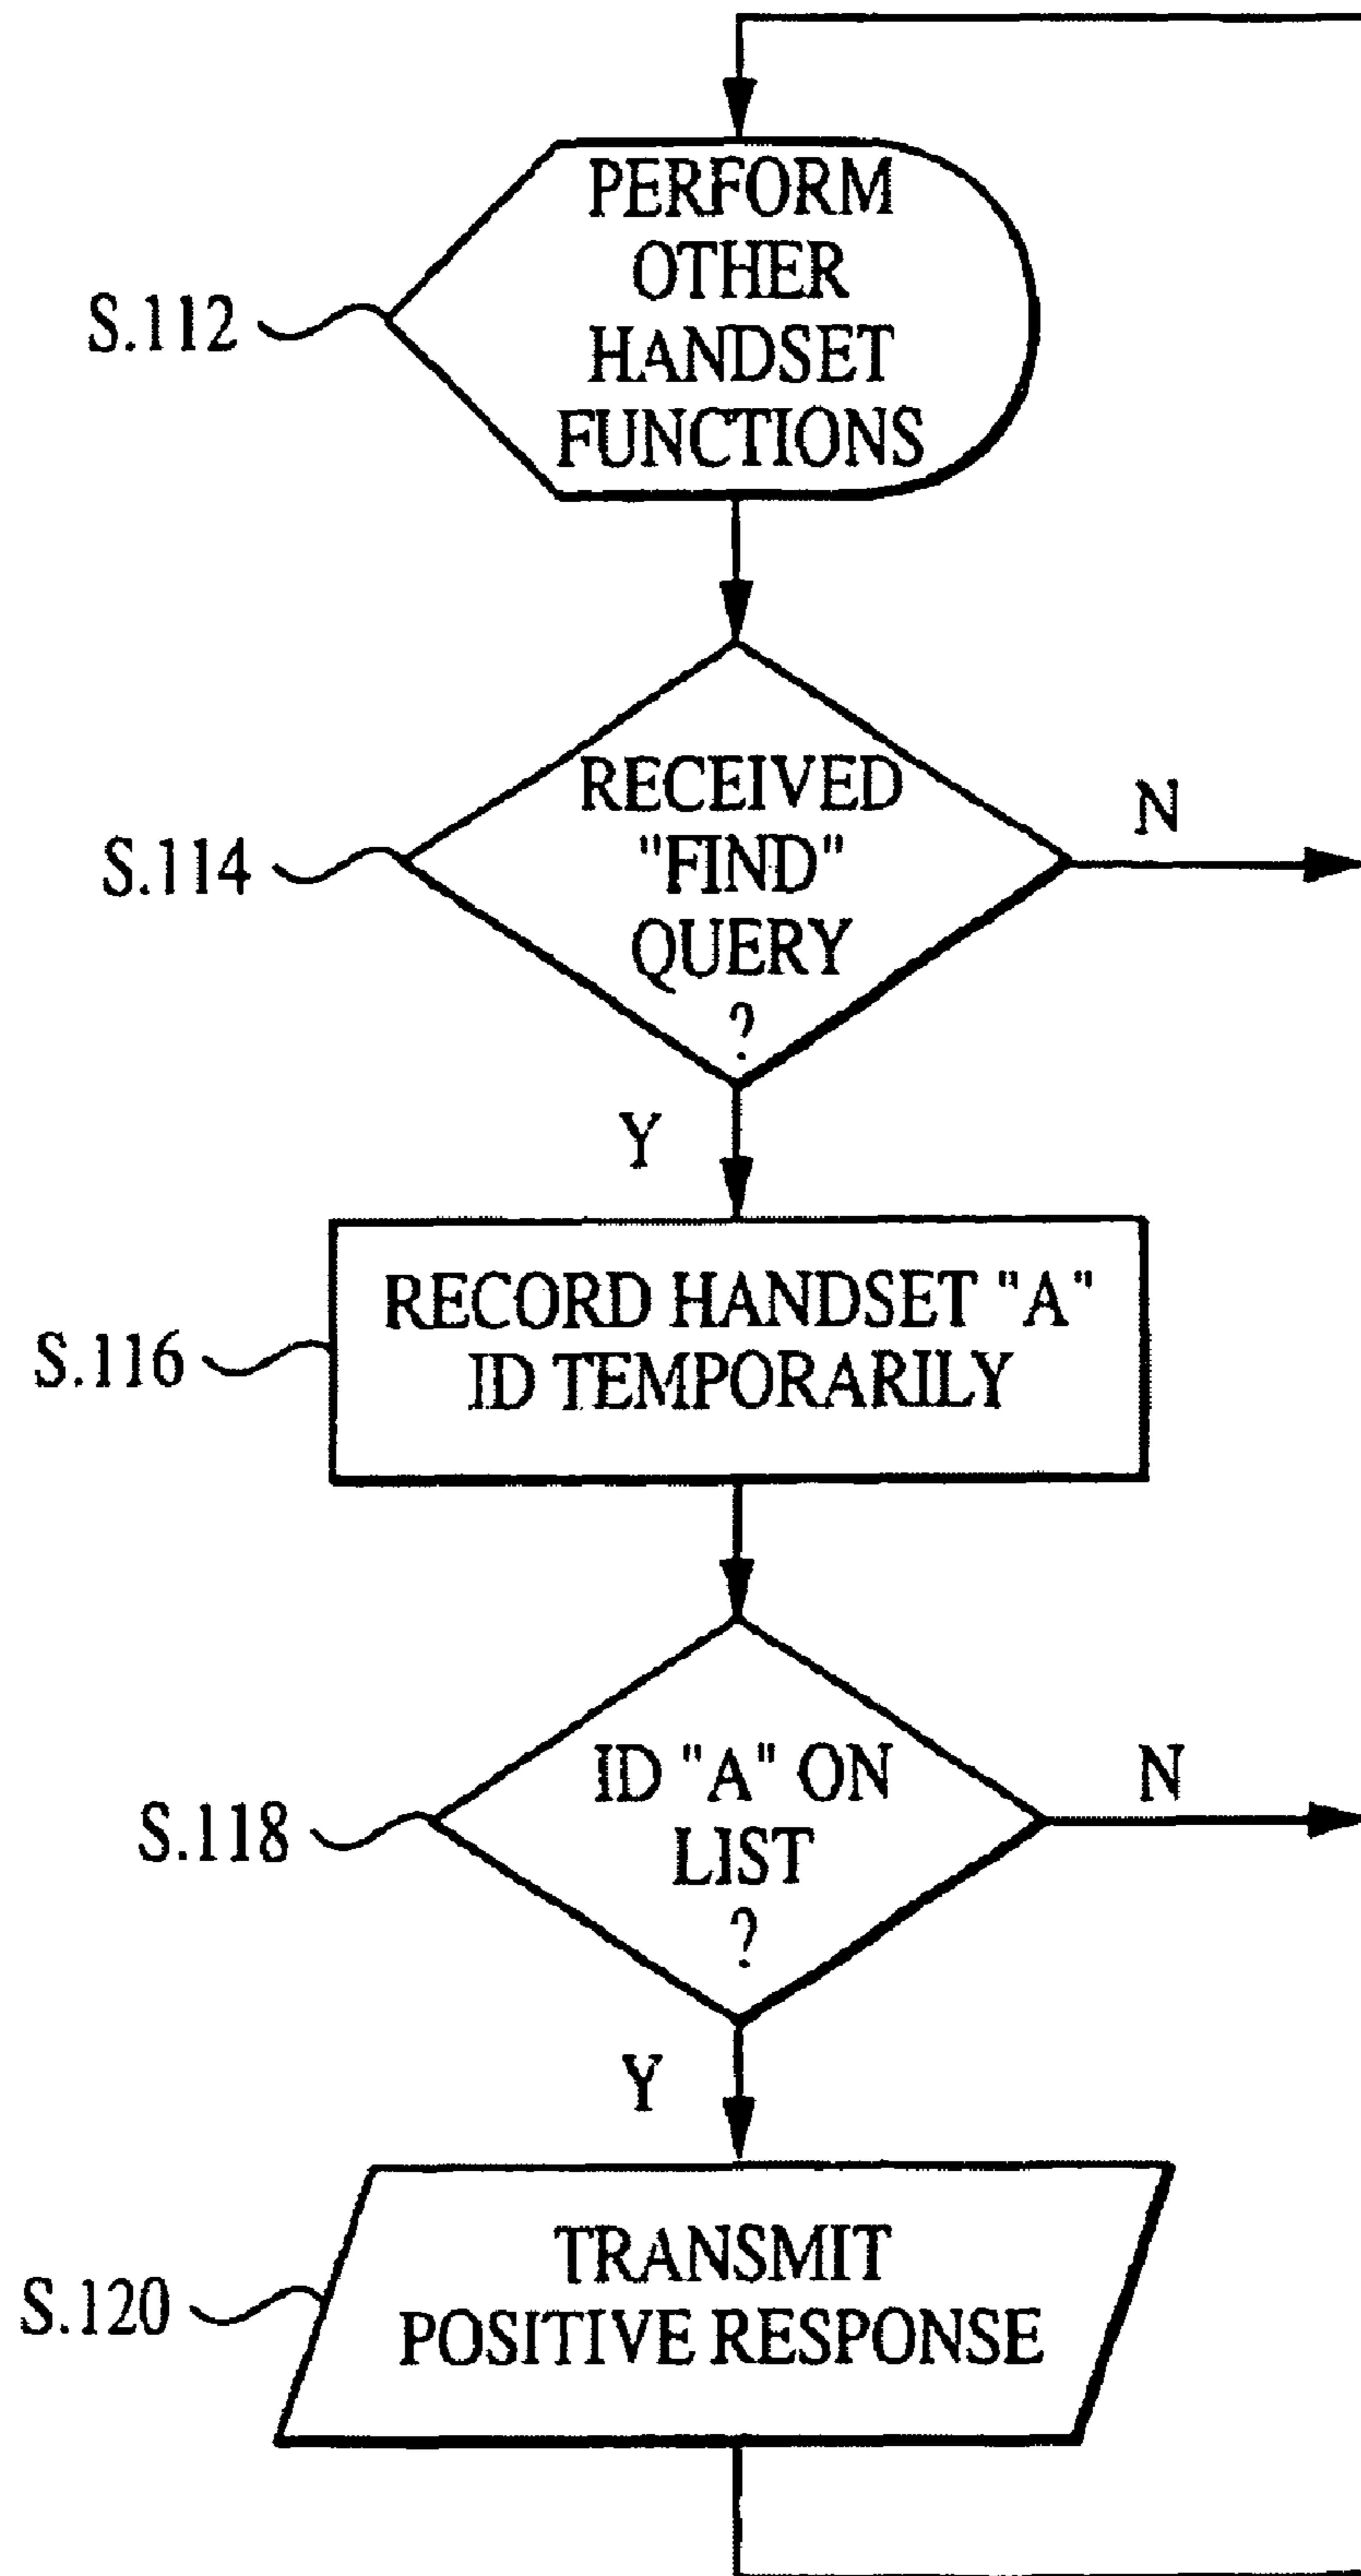 PERFORM
OTHER
HANDSET
FUNCTIONS
S.112
RECEIVED
"FIND"
QUERY
?
S.114
N
Y
RECORD HANDSET "A"
ID TEMPORARILY
S.116
ID "A" ON
LIST
?
S.118
N
Y
TRANSMIT
POSITIVE RESPONSE
S.120